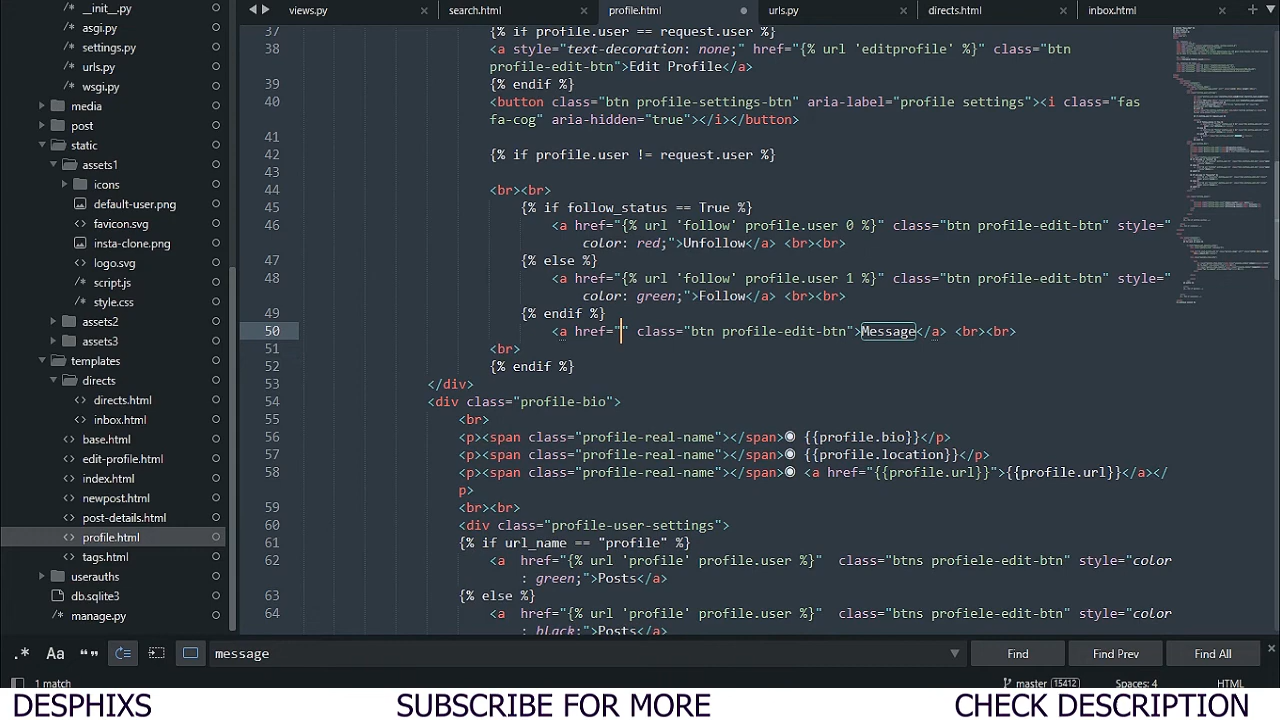 __init__.py
asgi.py
settings.py
urls.py
wsgi.py
media
post
static
assets1
icons
default-user.png
favicon.svg
insta-clone.png
logo.svg
script.js
style.css
assets2
assets3
templates
directs
directs.html
inbox.html
base.html
edit-profile.html
index.html
newpost.html
post-details.html
profile.html
tags.html
userauths
db.sqlite3
manage.py
views.py × search.html × profile.html urls.py × directs.html × inbox.html × +
37 {% if profile.user == request.user %}
38 <a style="text-decoration: none;" href="{% url 'editprofile' %}" class="btn
profile-edit-btn">Edit Profile</a>
39 {% endif %}
40 <button class="btn profile-settings-btn" aria-label="profile settings"><i class="fas
fa-cog" aria-hidden="true"></i></button>
41
42 {% if profile.user != request.user %}
43
44 <br><br>
45 {% if follow_status == True %}
46 <a href="{% url 'follow' profile.user 0 %}" class="btn profile-edit-btn" style="
color: red;">Unfollow</a> <br><br>
47 {% else %}
48 <a href="{% url 'follow' profile.user 1 %}" class="btn profile-edit-btn" style="
color: green;">Follow</a> <br><br>
49 {% endif %}
50 <a href="" class="btn profile-edit-btn">Message</a> <br><br>
51 <br>
52 {% endif %}
53 </div>
54 <div class="profile-bio">
55 <br>
56 <p><span class="profile-real-name"></span>◉ {{profile.bio}}</p>
57 <p><span class="profile-real-name"></span>◉ {{profile.location}}</p>
58 <p><span class="profile-real-name"></span>◉ <a href="{{profile.url}}">{{profile.url}}</a></
p>
59 <br><br>
60 <div class="profile-user-settings">
61 {% if url_name == "profile" %}
62 <a href="{% url 'profile' profile.user %}" class="btns profiele-edit-btn" style="color
: green;">Posts</a>
63 {% else %}
64 <a href="{% url 'profile' profile.user %}" class="btns profiele-edit-btn" style="color
: black;">Posts</a>
.* Aa “ ” message Find Find Prev Find All ×
1 match master 15412 Spaces: 4 HTML
DESPHIXS SUBSCRIBE FOR MORE CHECK DESCRIPTION